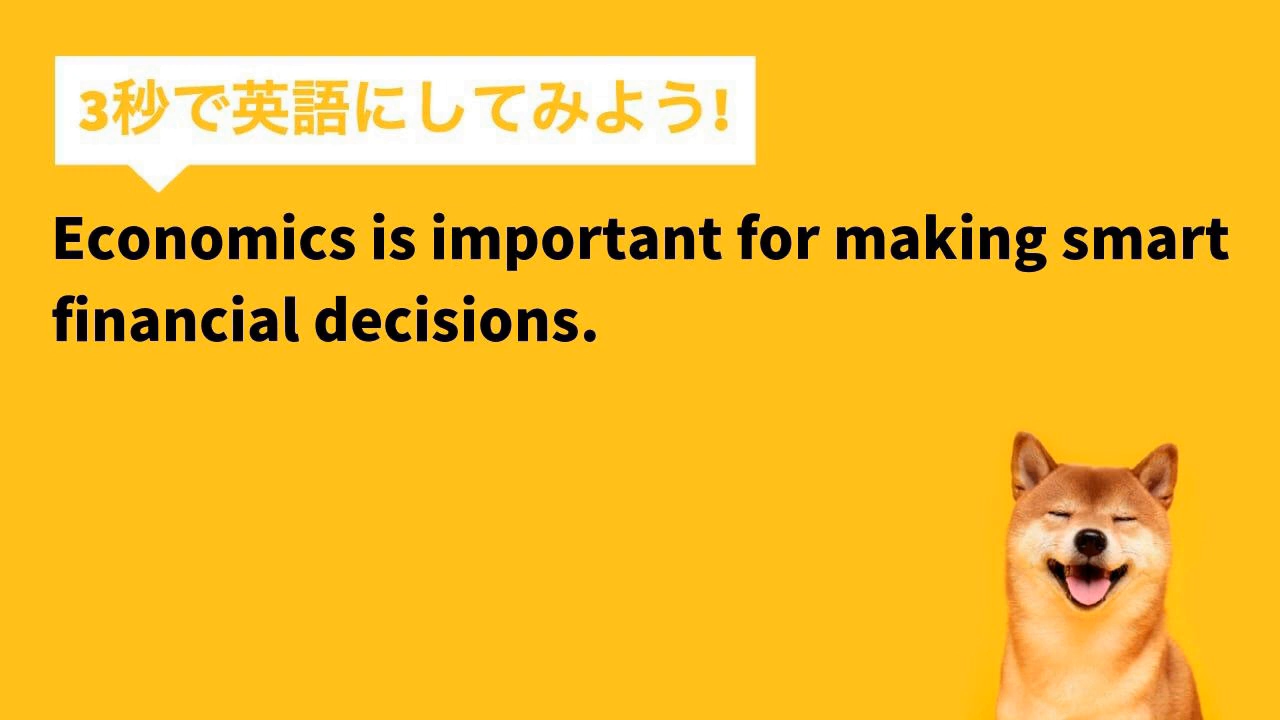 3秒で英語にしてみよう!
Economics is important for making smart
financial decisions.